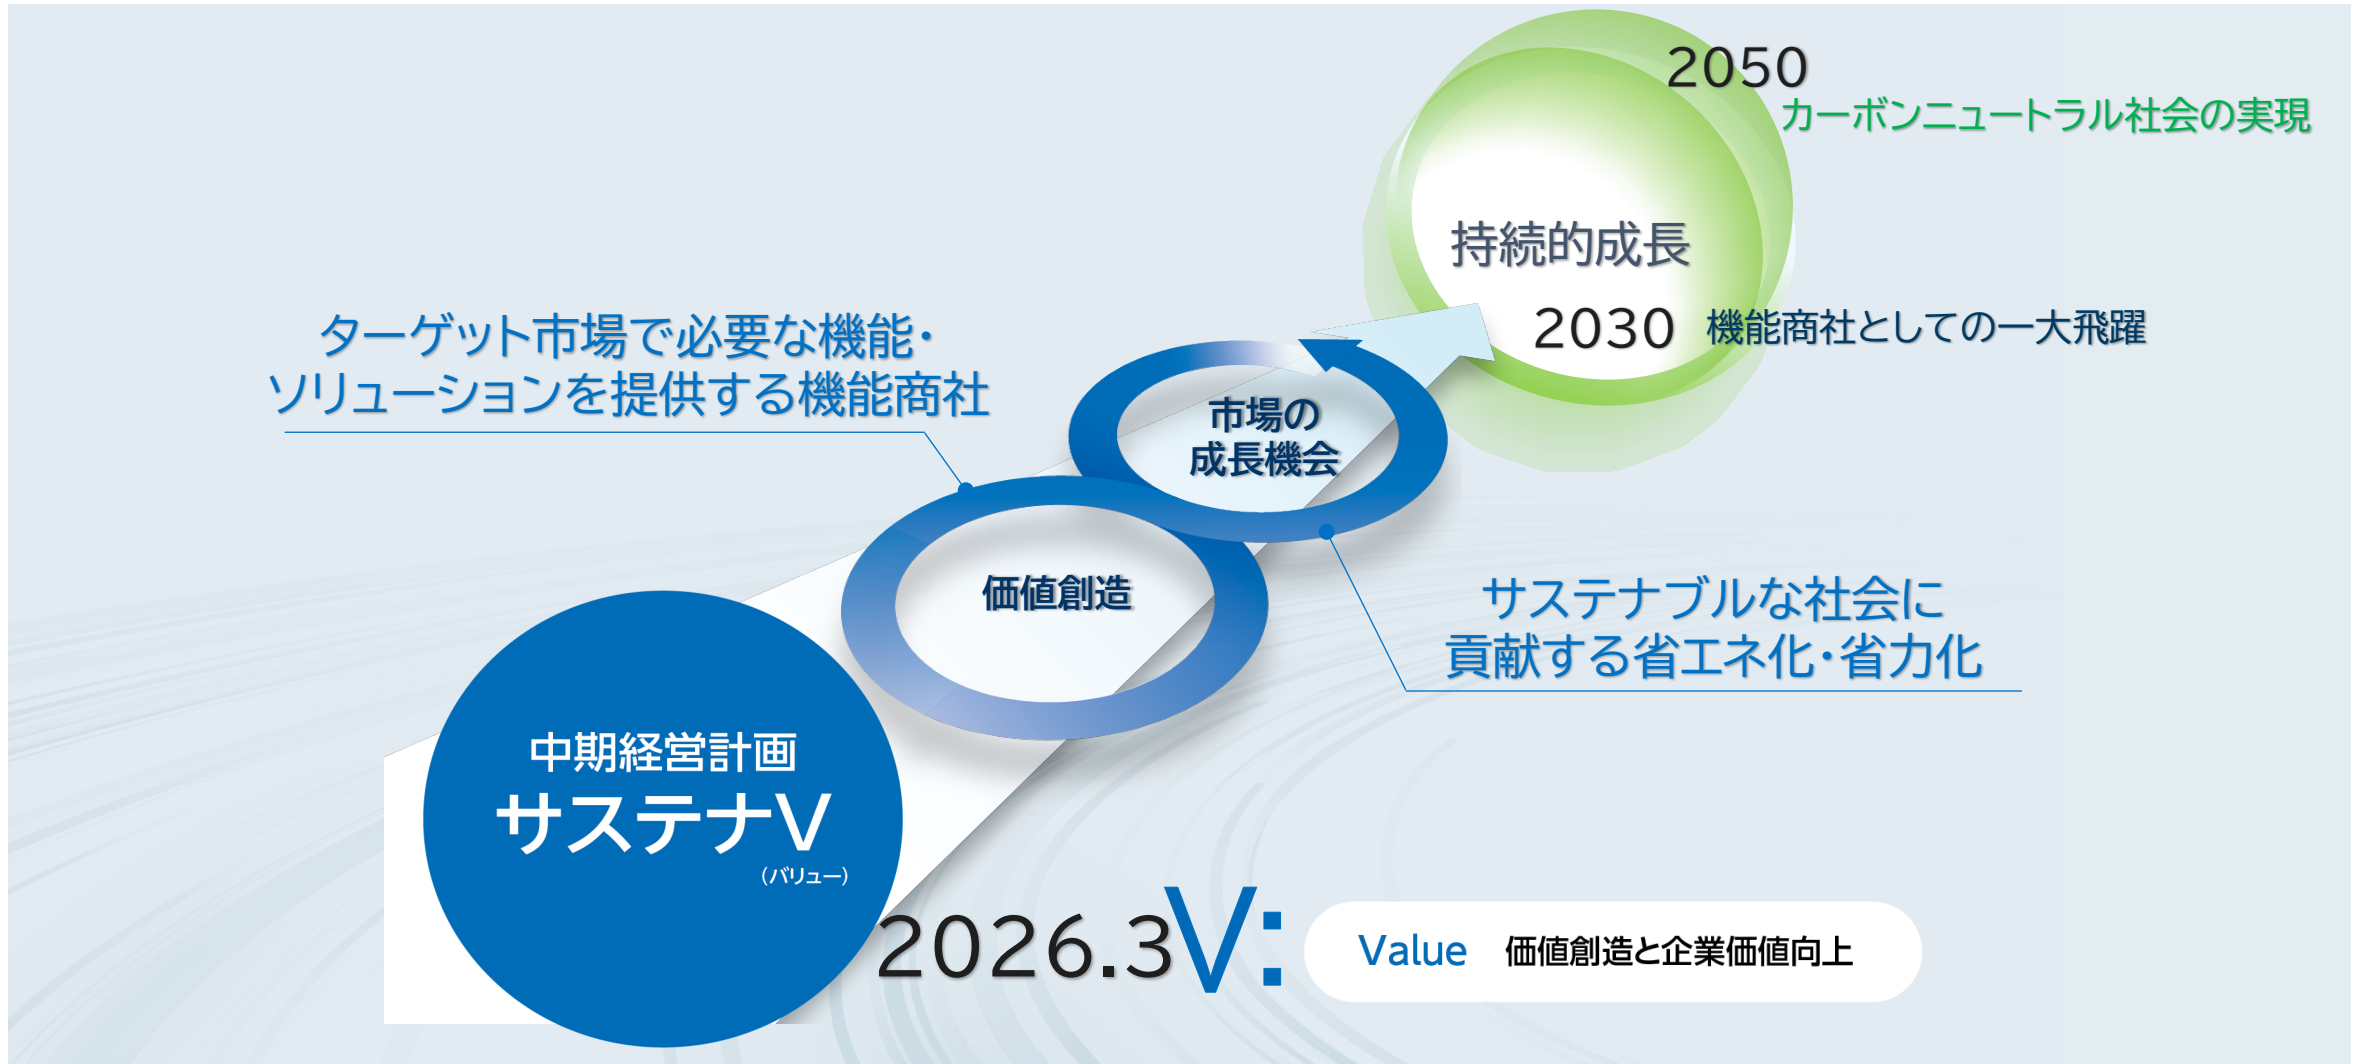 2050
カーボンニュートラル社会の実現
持続的成長
2030 機能商社としての一大飛躍
ターゲット市場で必要な機能・
ソリューションを提供する機能商社
市場の
成長機会
価値創造
サステナブルな社会に
貢献する省エネ化・省力化
中期経営計画
サステナV
（バリュー）
2026.3
V: Value 価値創造と企業価値向上